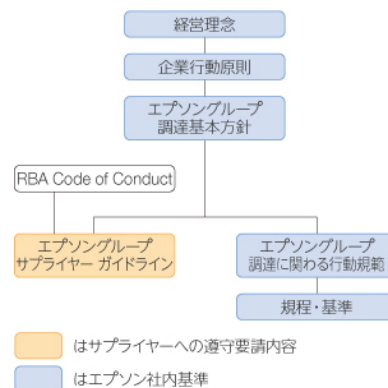 経営理念
企業行動原則
エプソングループ
調達基本方針
RBA Code of Conduct
エプソングループ
サプライヤー ガイドライン
エプソングループ
調達に関わる行動規範
規程・基準
はサプライヤーへの遵守要請内容
はエプソン社内基準